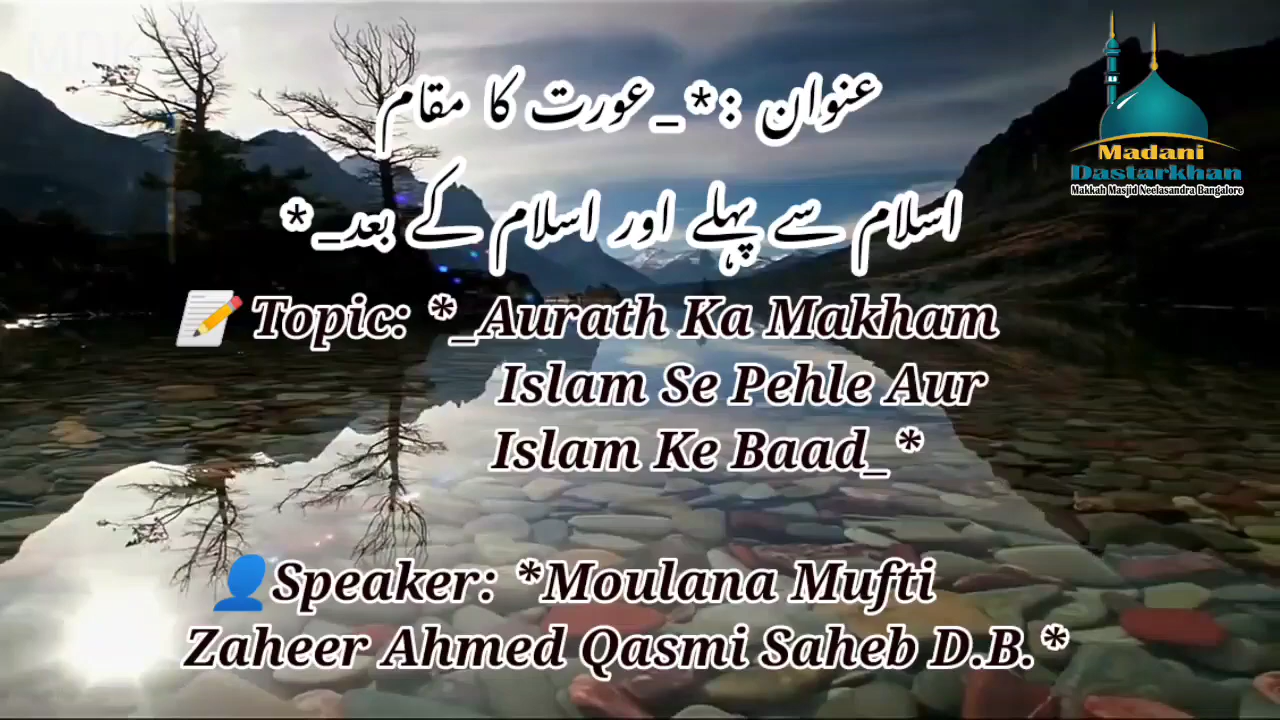 MDK
عنوان :*_عورت کا مقام
اسلام سے پہلے اور اسلام کے بعد_*
Madani
Dastarkhan
Makkah Masjid Neelasandra Bangalore
Topic: *_Aurath Ka Makham
Islam Se Pehle Aur
Islam Ke Baad_*
Speaker: *Moulana Mufti
Zaheer Ahmed Qasmi Saheb D.B.*